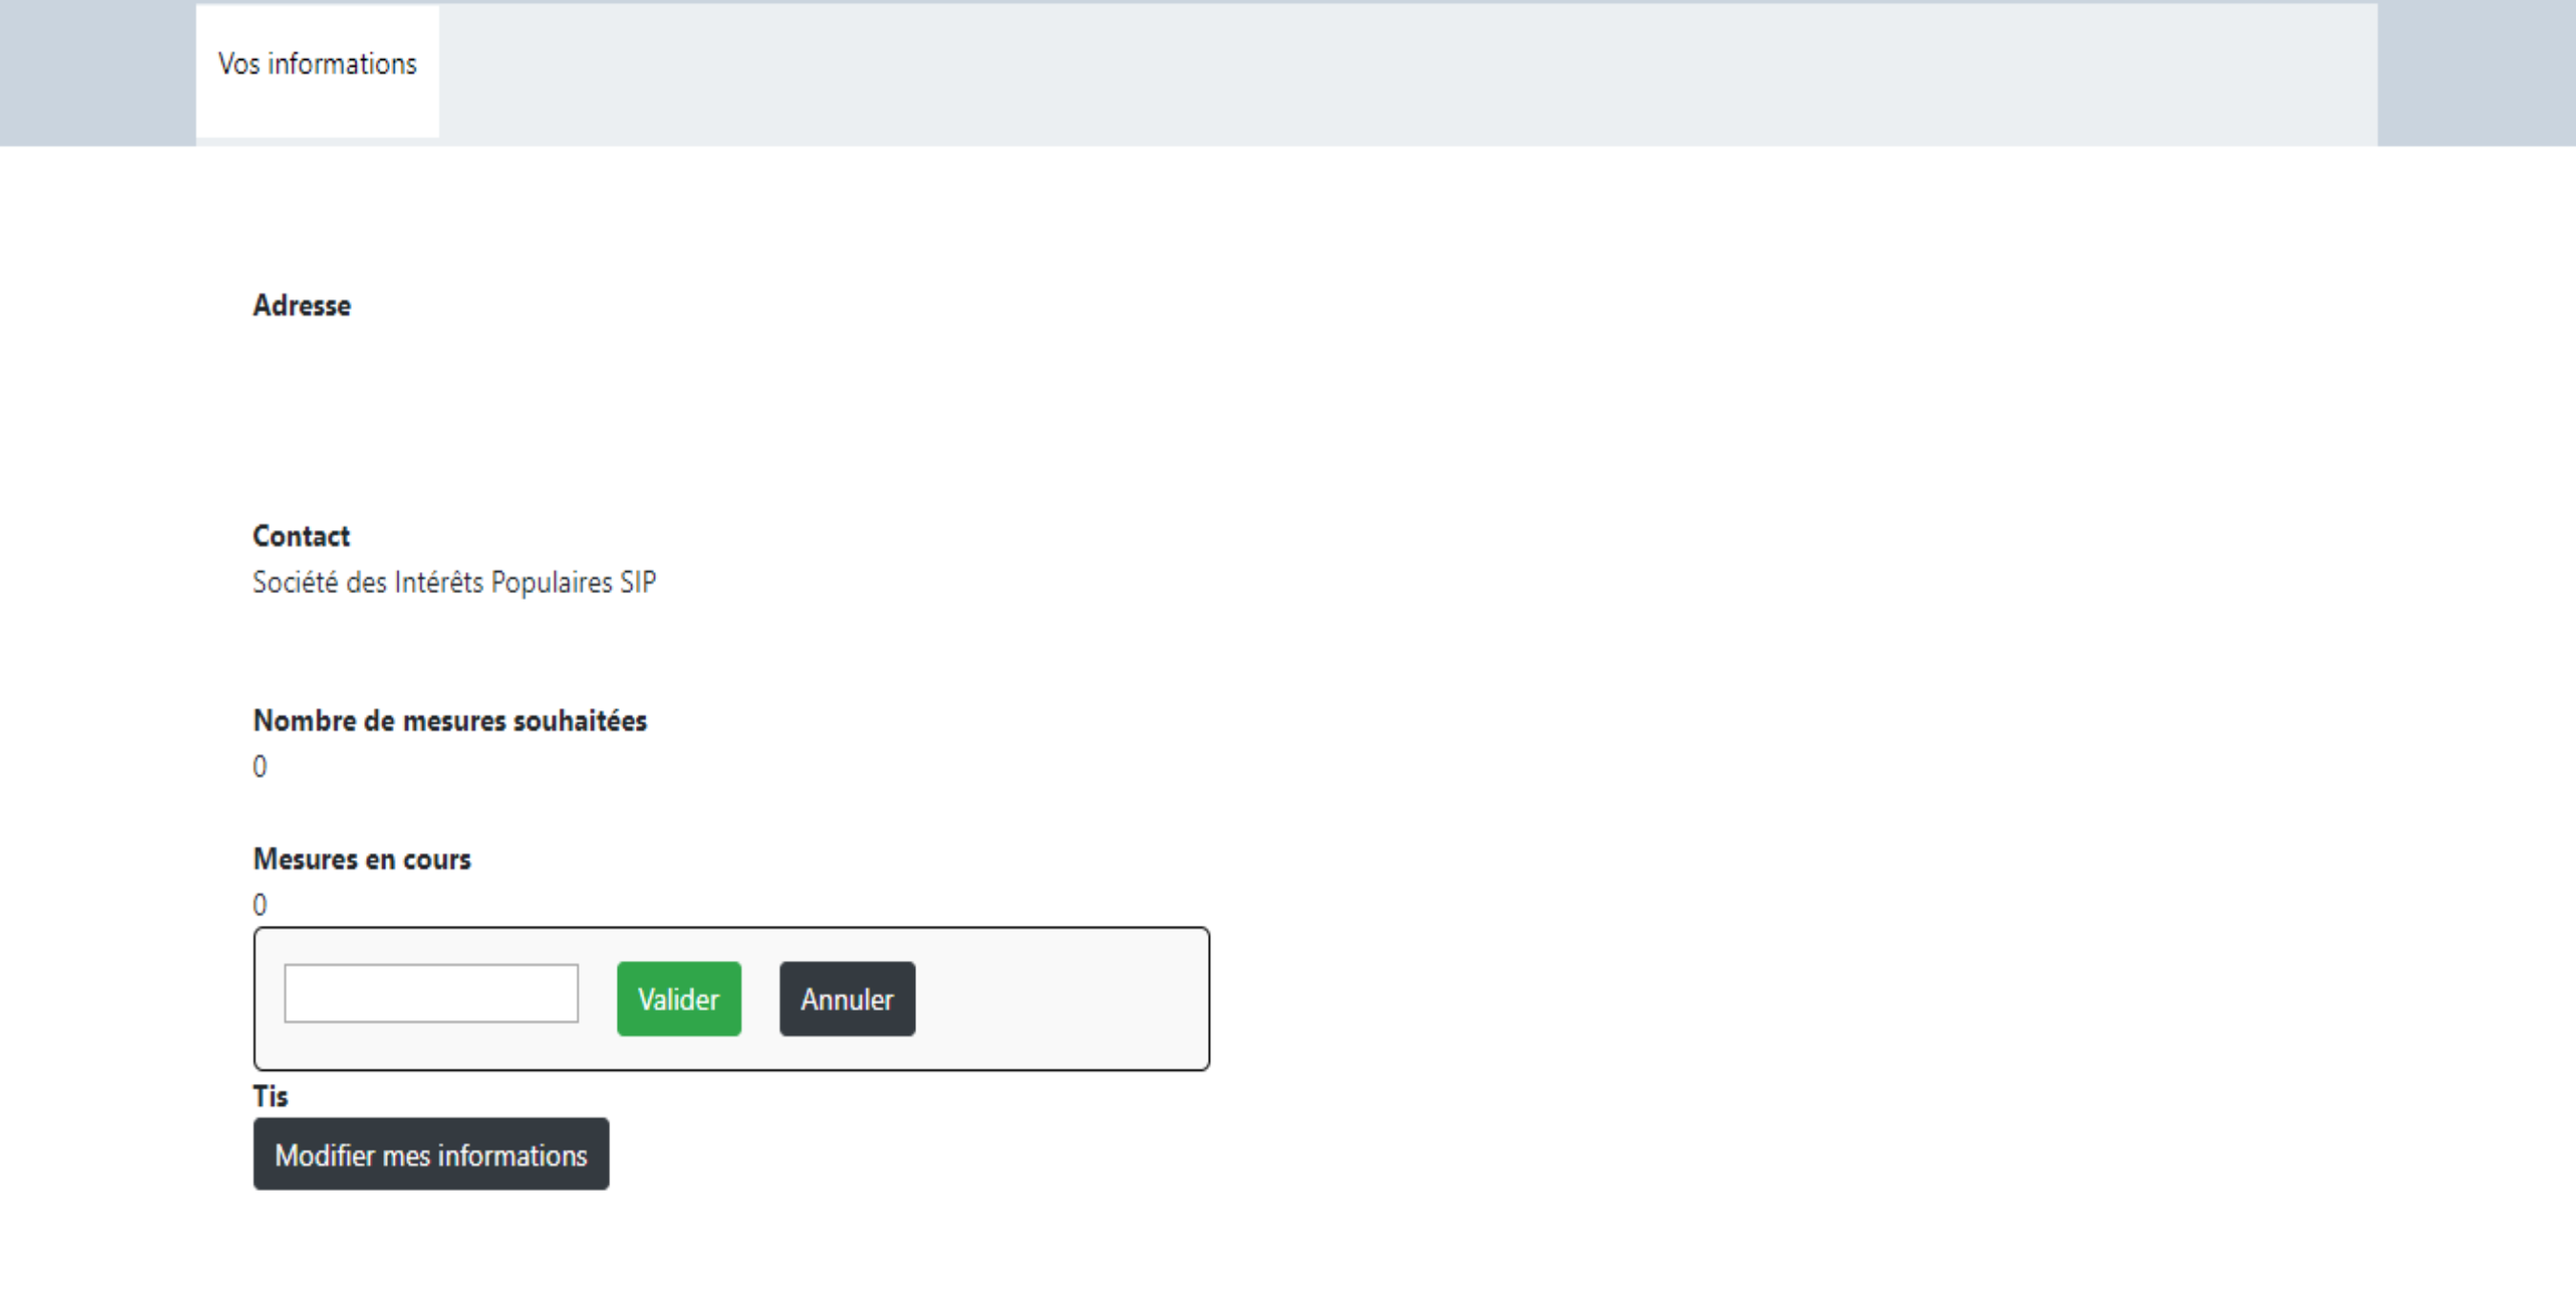 Vos informations
Adresse
Contact
Société des Intérêts Populaires SIP
Nombre de mesures souhaitées
0
Mesures en cours
0
Valider Annuler
Tis
Modifier mes informations